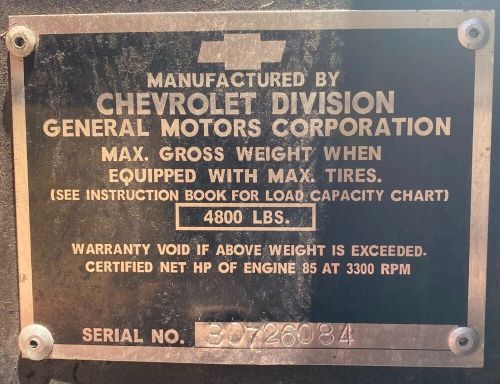 MANUFACTURED BY
CHEVROLET DIVISION
GENERAL MOTORS CORPORATION
MAX. GROSS WEIGHT WHEN
EQUIPPED WITH MAX. TIRES.
(SEE INSTRUCTION BOOK FOR LOAD CAPACITY CHART)
4800 LBS.
WARRANTY VOID IF ABOVE WEIGHT IS EXCEEDED.
CERTIFIED NET HP OF ENGINE 85 AT 3300 RPM
SERIAL NO.